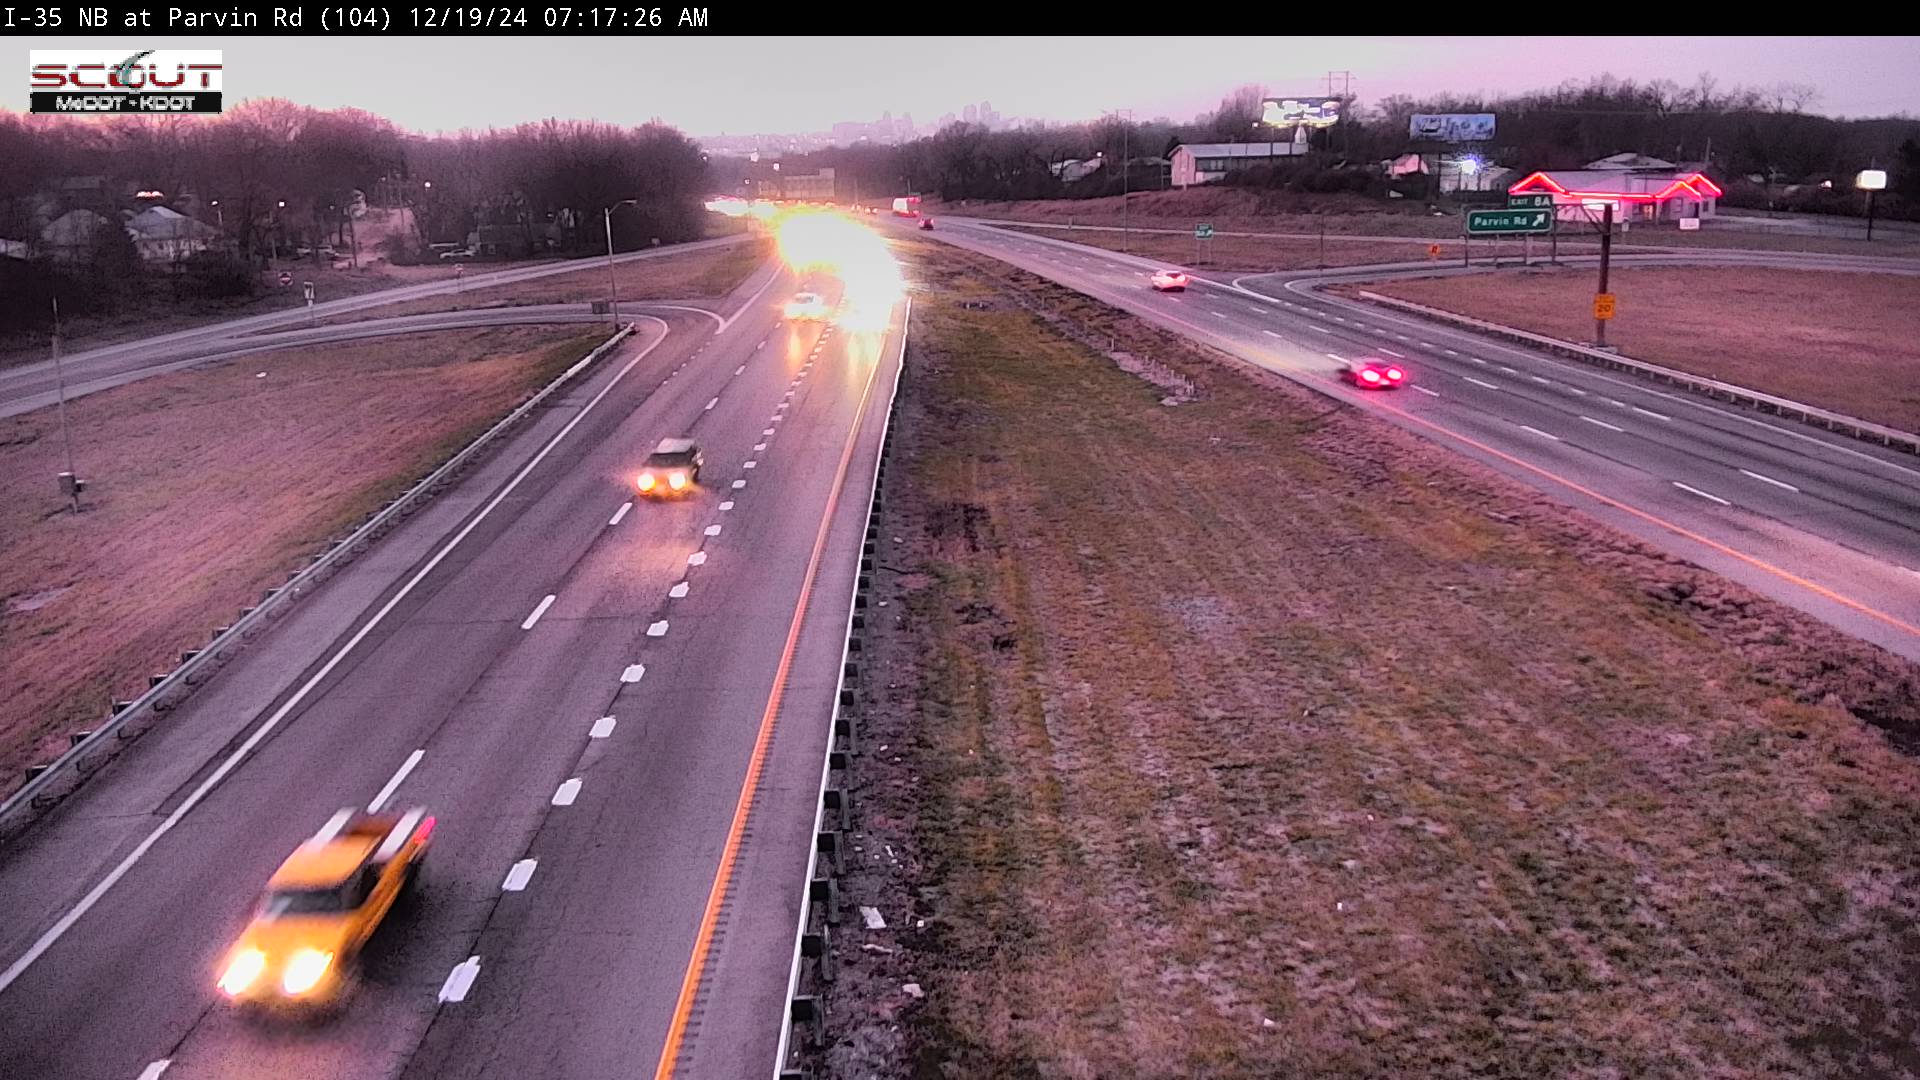 I-35 NB at Parvin Rd (104) 12/19/24 07:17:26 AM
SCOUT
MoDOT - KDOT
EXIT 8A
Parvin Rd
20